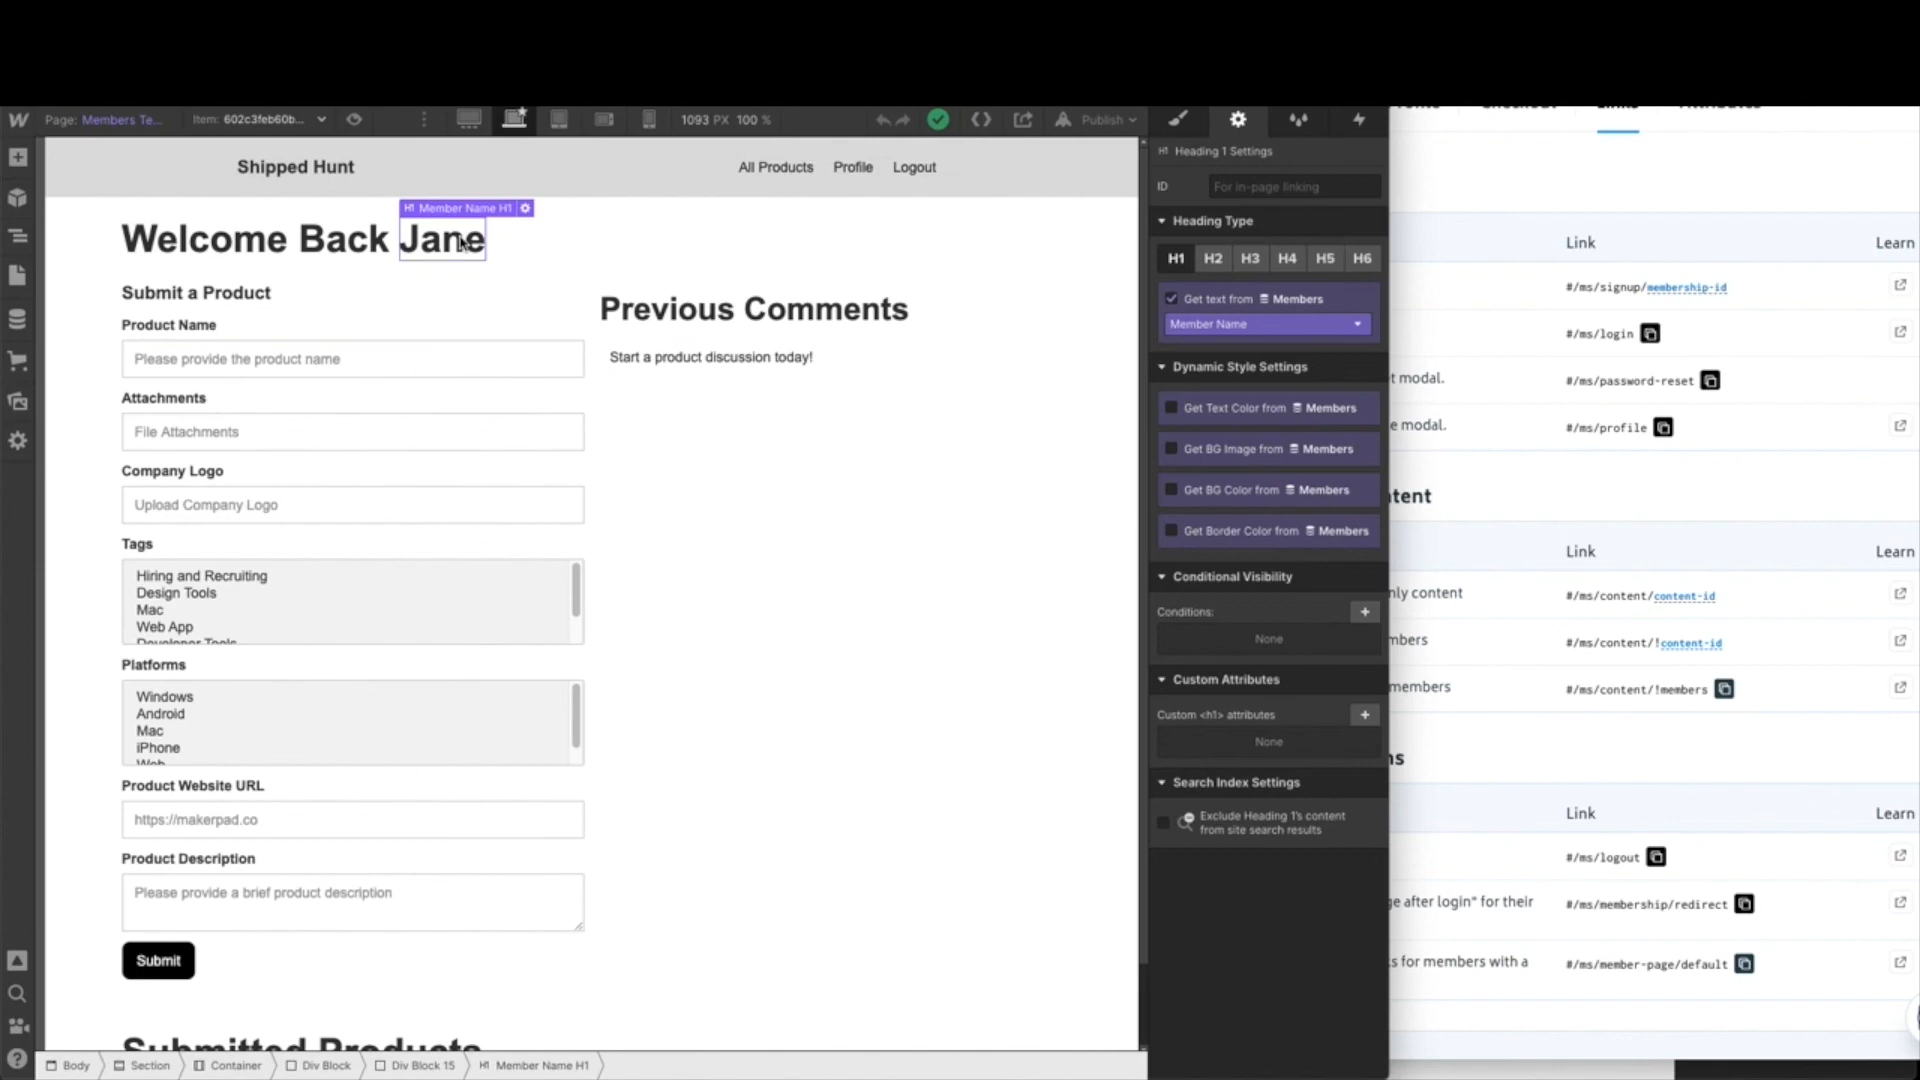 Page: Members Te...
Item: 602c3feb60b...
1093 PX 100 %
Publish
Shipped Hunt
All Products
Profile
Logout
H1 Member Name H1
Welcome Back Jane
Submit a Product
Product Name
Please provide the product name
Attachments
File Attachments
Company Logo
Upload Company Logo
Tags
Hiring and Recruiting
Design Tools
Mac
Web App
Developer Tools
Platforms
Windows
Android
Mac
iPhone
Web
Product Website URL
https://makerpad.co
Product Description
Please provide a brief product description
Submit
Submitted Products
Previous Comments
Start a product discussion today!
Body
Section
Container
Div Block
Div Block 15
H1 Member Name H1
H1 Heading 1 Settings
ID
For in-page linking
Heading Type
H1 H2 H3 H4 H5 H6
Get text from Members
Member Name
Dynamic Style Settings
Get Text Color from Members
Get BG Image from Members
Get BG Color from Members
Get Border Color from Members
Conditional Visibility
Conditions:
None
Custom Attributes
Custom <h1> attributes
None
Search Index Settings
Exclude Heading 1's content
from site search results
Link
Learn
#/ms/signup/membership-id
#/ms/login
t modal.
#/ms/password-reset
e modal.
#/ms/profile
tent
Link
Learn
nly content
#/ms/content/content-id
mbers
#/ms/content/!content-id
members
#/ms/content/!members
ns
Link
Learn
#/ms/logout
ge after login" for their
#/ms/membership/redirect
s for members with a
#/ms/member-page/default